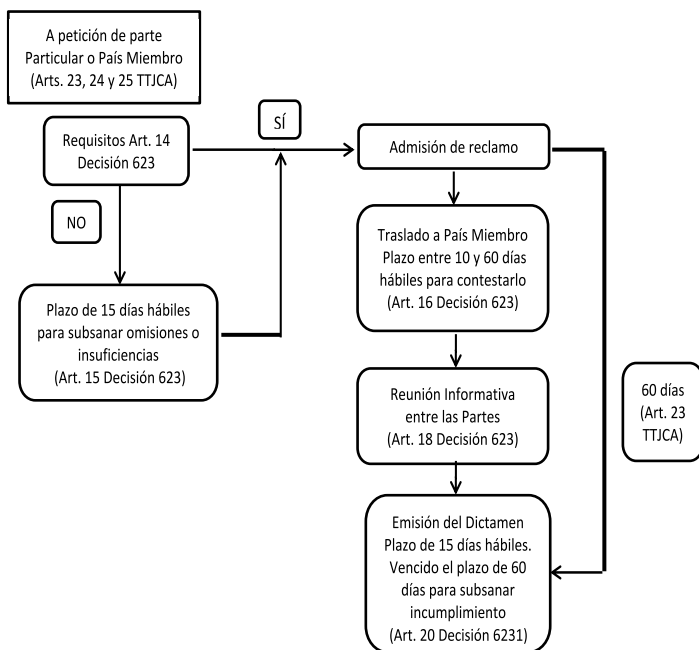 A petición de parte
Particular o País Miembro
(Arts. 23, 24 y 25 TTJCA)
SÍ
Requisitos Art. 14
Decisión 623
Admisión de reclamo
NO
Traslado a País Miembro
Plazo entre 10 y 60 días
hábiles para contestarlo
(Art. 16 Decisión 623)
Plazo de 15 días hábiles
para subsanar omisiones o
insuficiencias
(Art. 15 Decisión 623)
Reunión Informativa
entre las Partes
(Art. 18 Decisión 623)
60 días
(Art. 23
TTJCA)
Emisión del Dictamen
Plazo de 15 días hábiles.
Vencido el plazo de 60
días para subsanar
incumplimiento
(Art. 20 Decisión 6231)